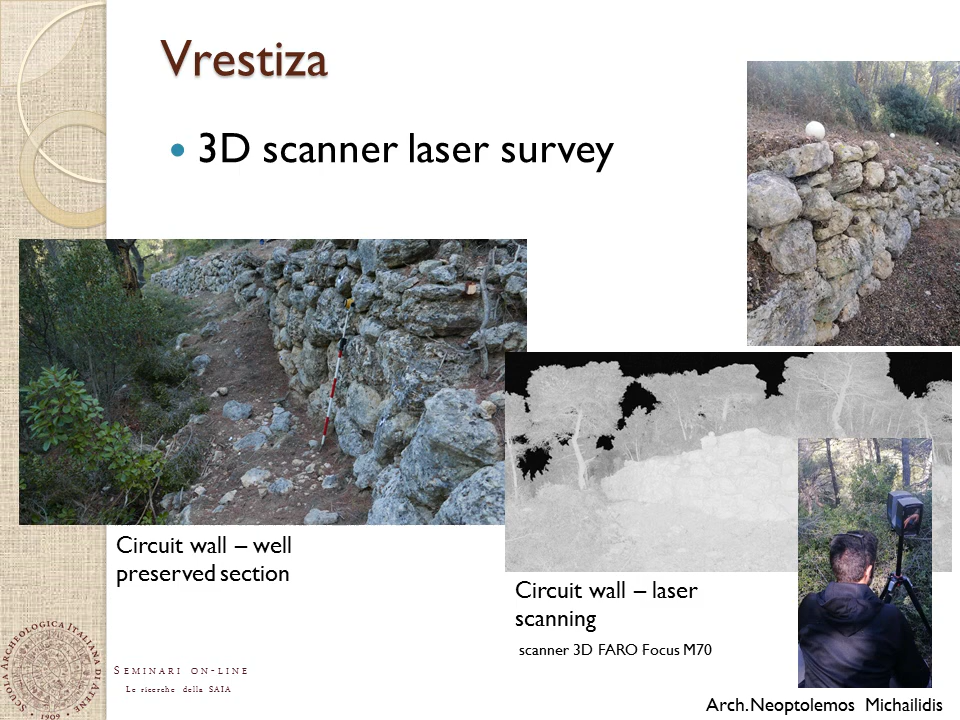 Vrestiza
3D scanner laser survey
Circuit wall – well
preserved section
Circuit wall – laser
scanning
scanner 3D FARO Focus M70
SCUOLA ARCHEOLOGICA ITALIANA DI ATENE
• 1909 •
SEMINARI ON-LINE
Le ricerche della SAIA
Arch.Neoptolemos Michailidis